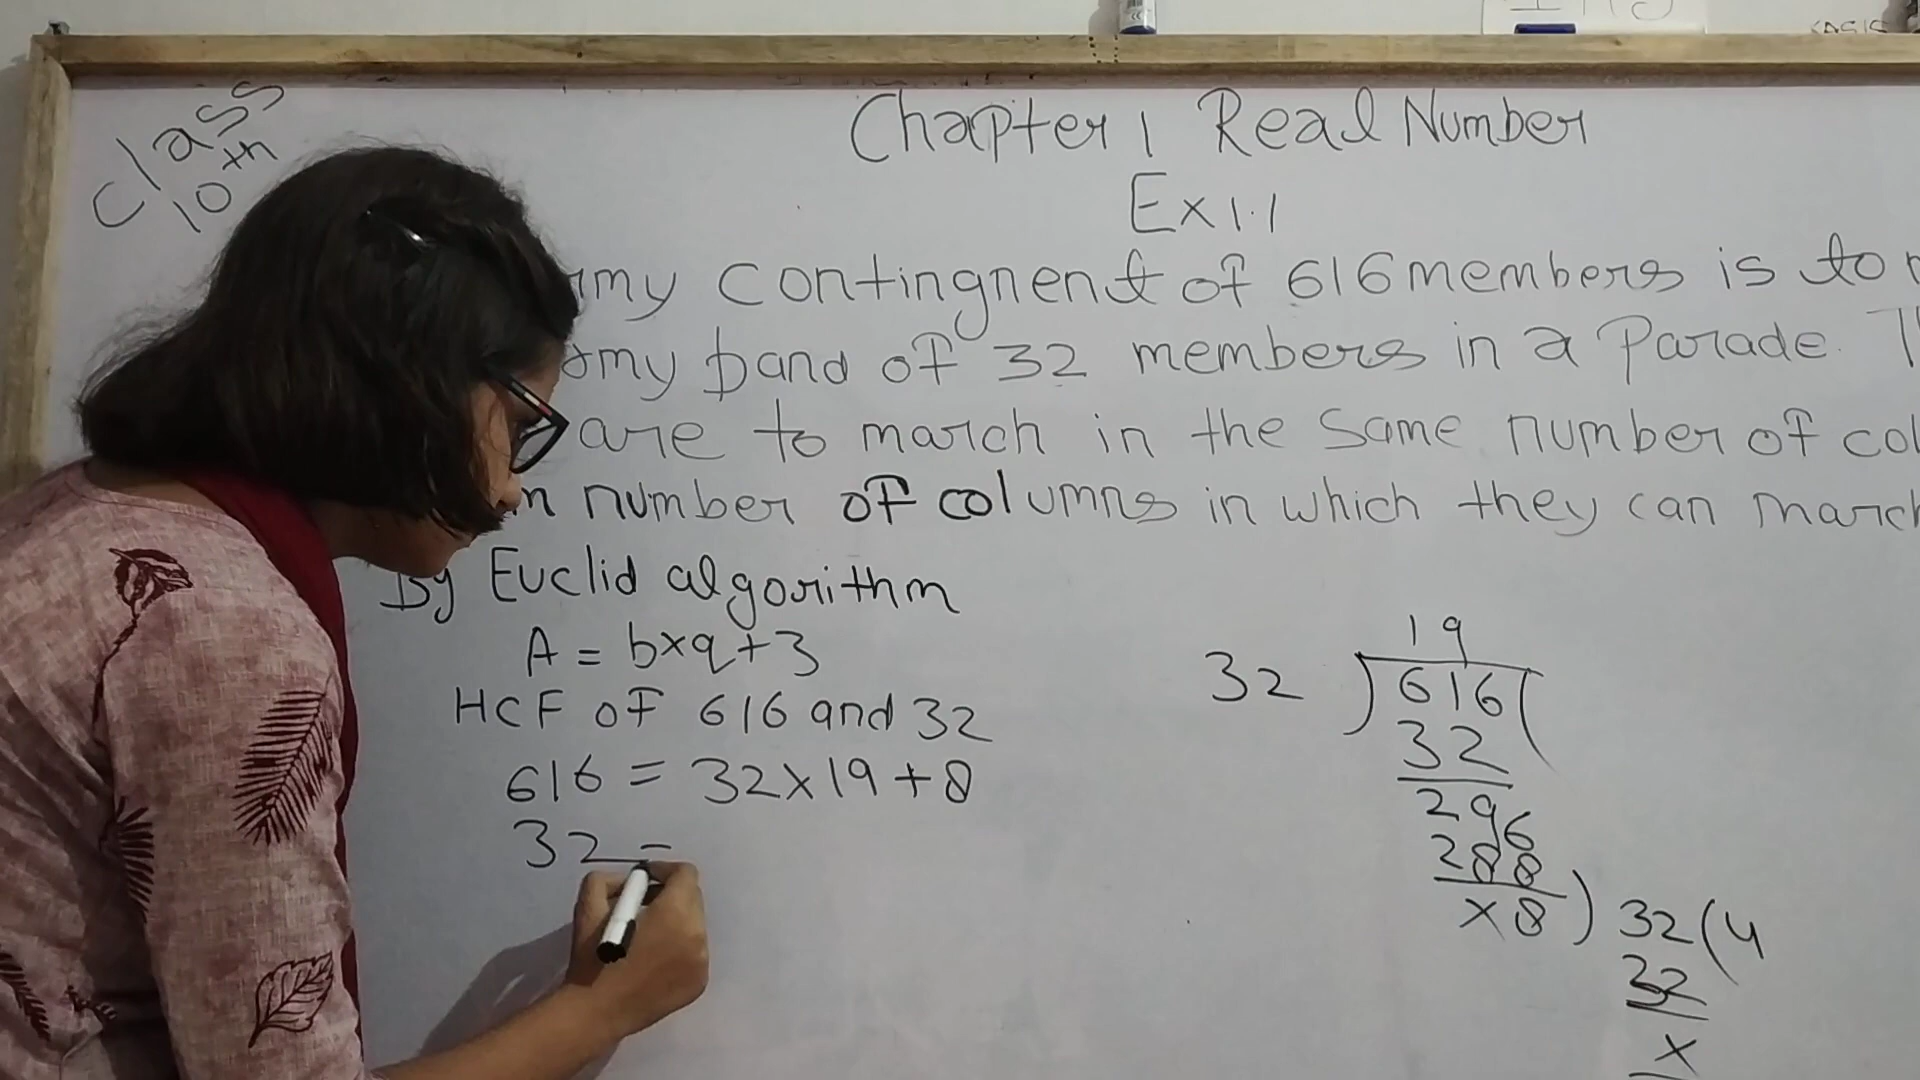 Class
10th
Chapter 1 Real Number
Ex 1.1
my contingnent of 616 members is to
my band of 32 members in a Parade.
are to march in the same number of col
number of columns in which they can march
By Euclid algorithm
A = b×q+3
HCF of 616 and 32
616 = 32×19+8
32 =
19
32 ) 616 (
32
296
288
×8 ) 32 ( 4
32
×